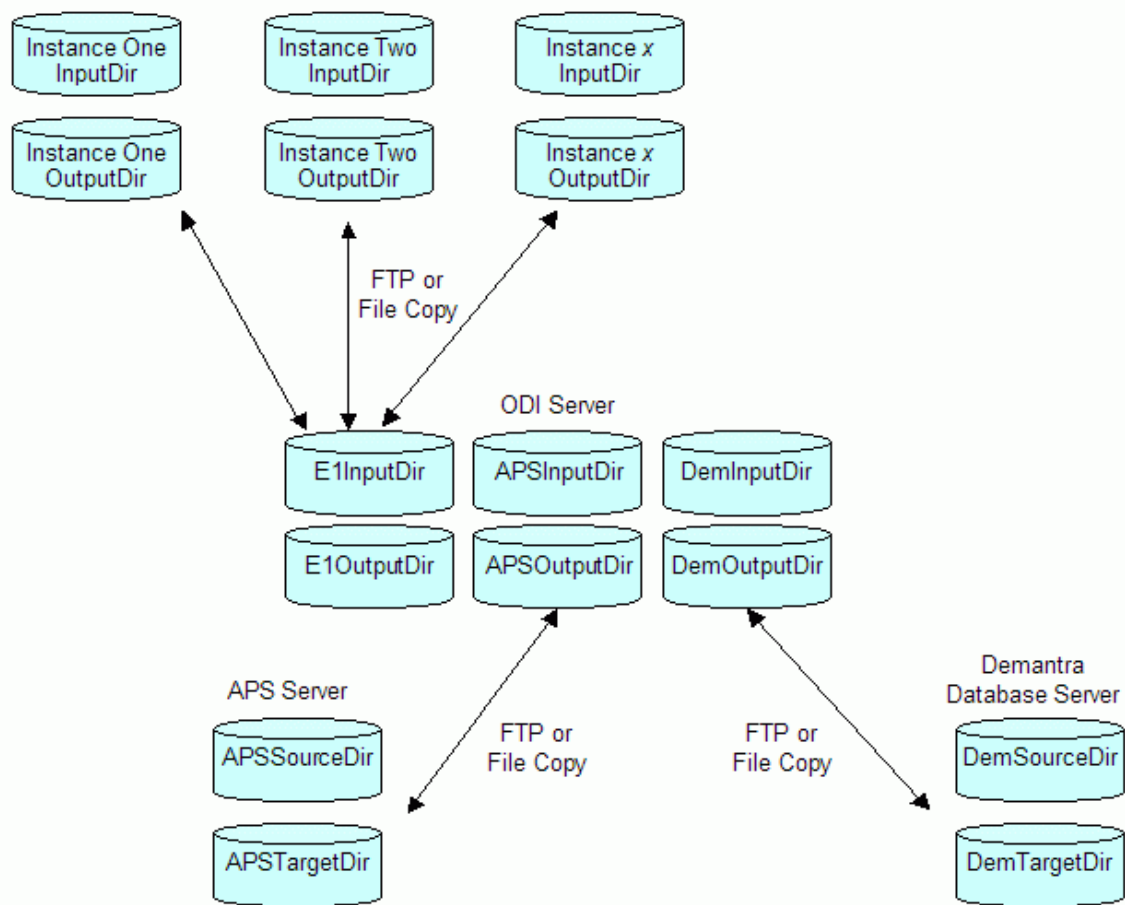 Instance One
InputDir
Instance Two
InputDir
Instance x
InputDir
Instance One
OutputDir
Instance Two
OutputDir
Instance x
OutputDir
FTP or
File Copy
ODI Server
E1InputDir
APSInputDir
DemInputDir
E1OutputDir
APSOutputDir
DemOutputDir
APS Server
Demantra
Database Server
FTP or
File Copy
FTP or
File Copy
APSSourceDir
DemSourceDir
APSTargetDir
DemTargetDir